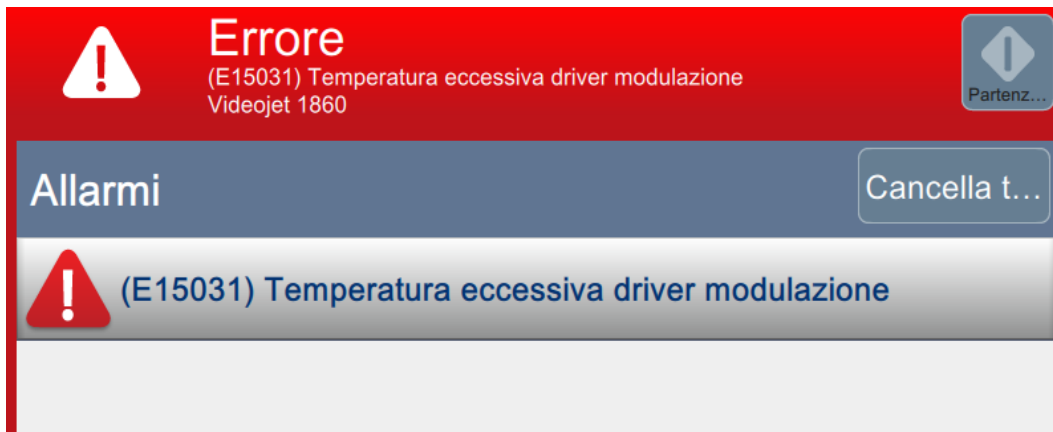 Errore
(E15031) Temperatura eccessiva driver modulazione
Videojet 1860
Partenz...
Allarmi
Cancella t...
(E15031) Temperatura eccessiva driver modulazione